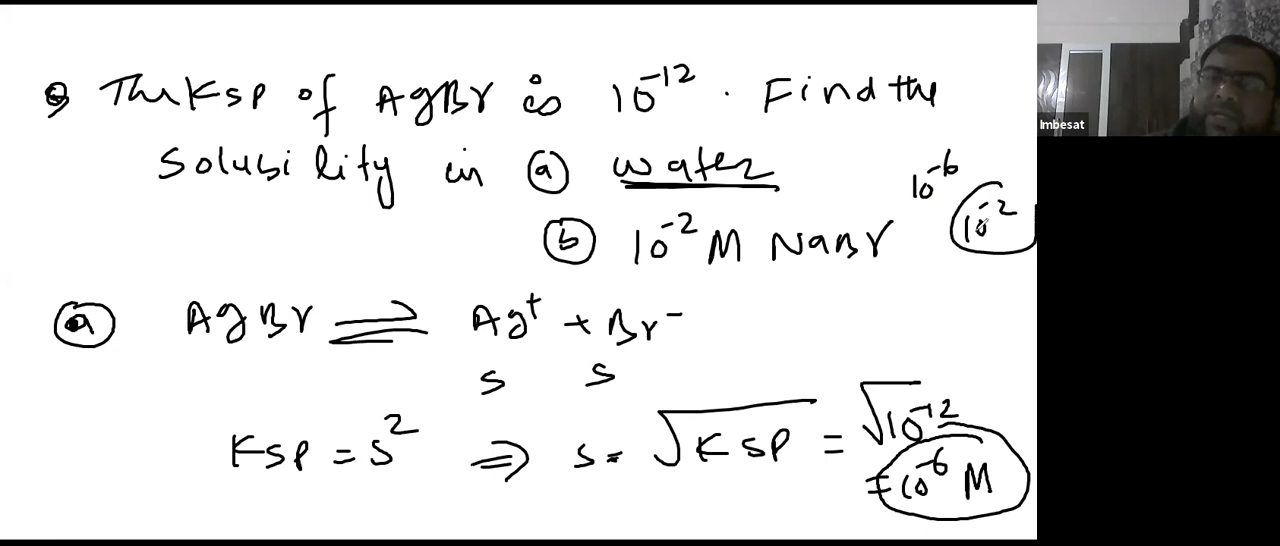 Q The Ksp of AgBr is 10⁻¹² . Find the
Imbesat
Solubility in ⓐ water
10⁻⁶
ⓑ 10⁻² M NaBr
10⁻²
ⓐ AgBr ⇌ Ag⁺ + Br⁻
s s
Ksp = s² ⇒ s = √Ksp = √10⁻¹²
= 10⁻⁶ M